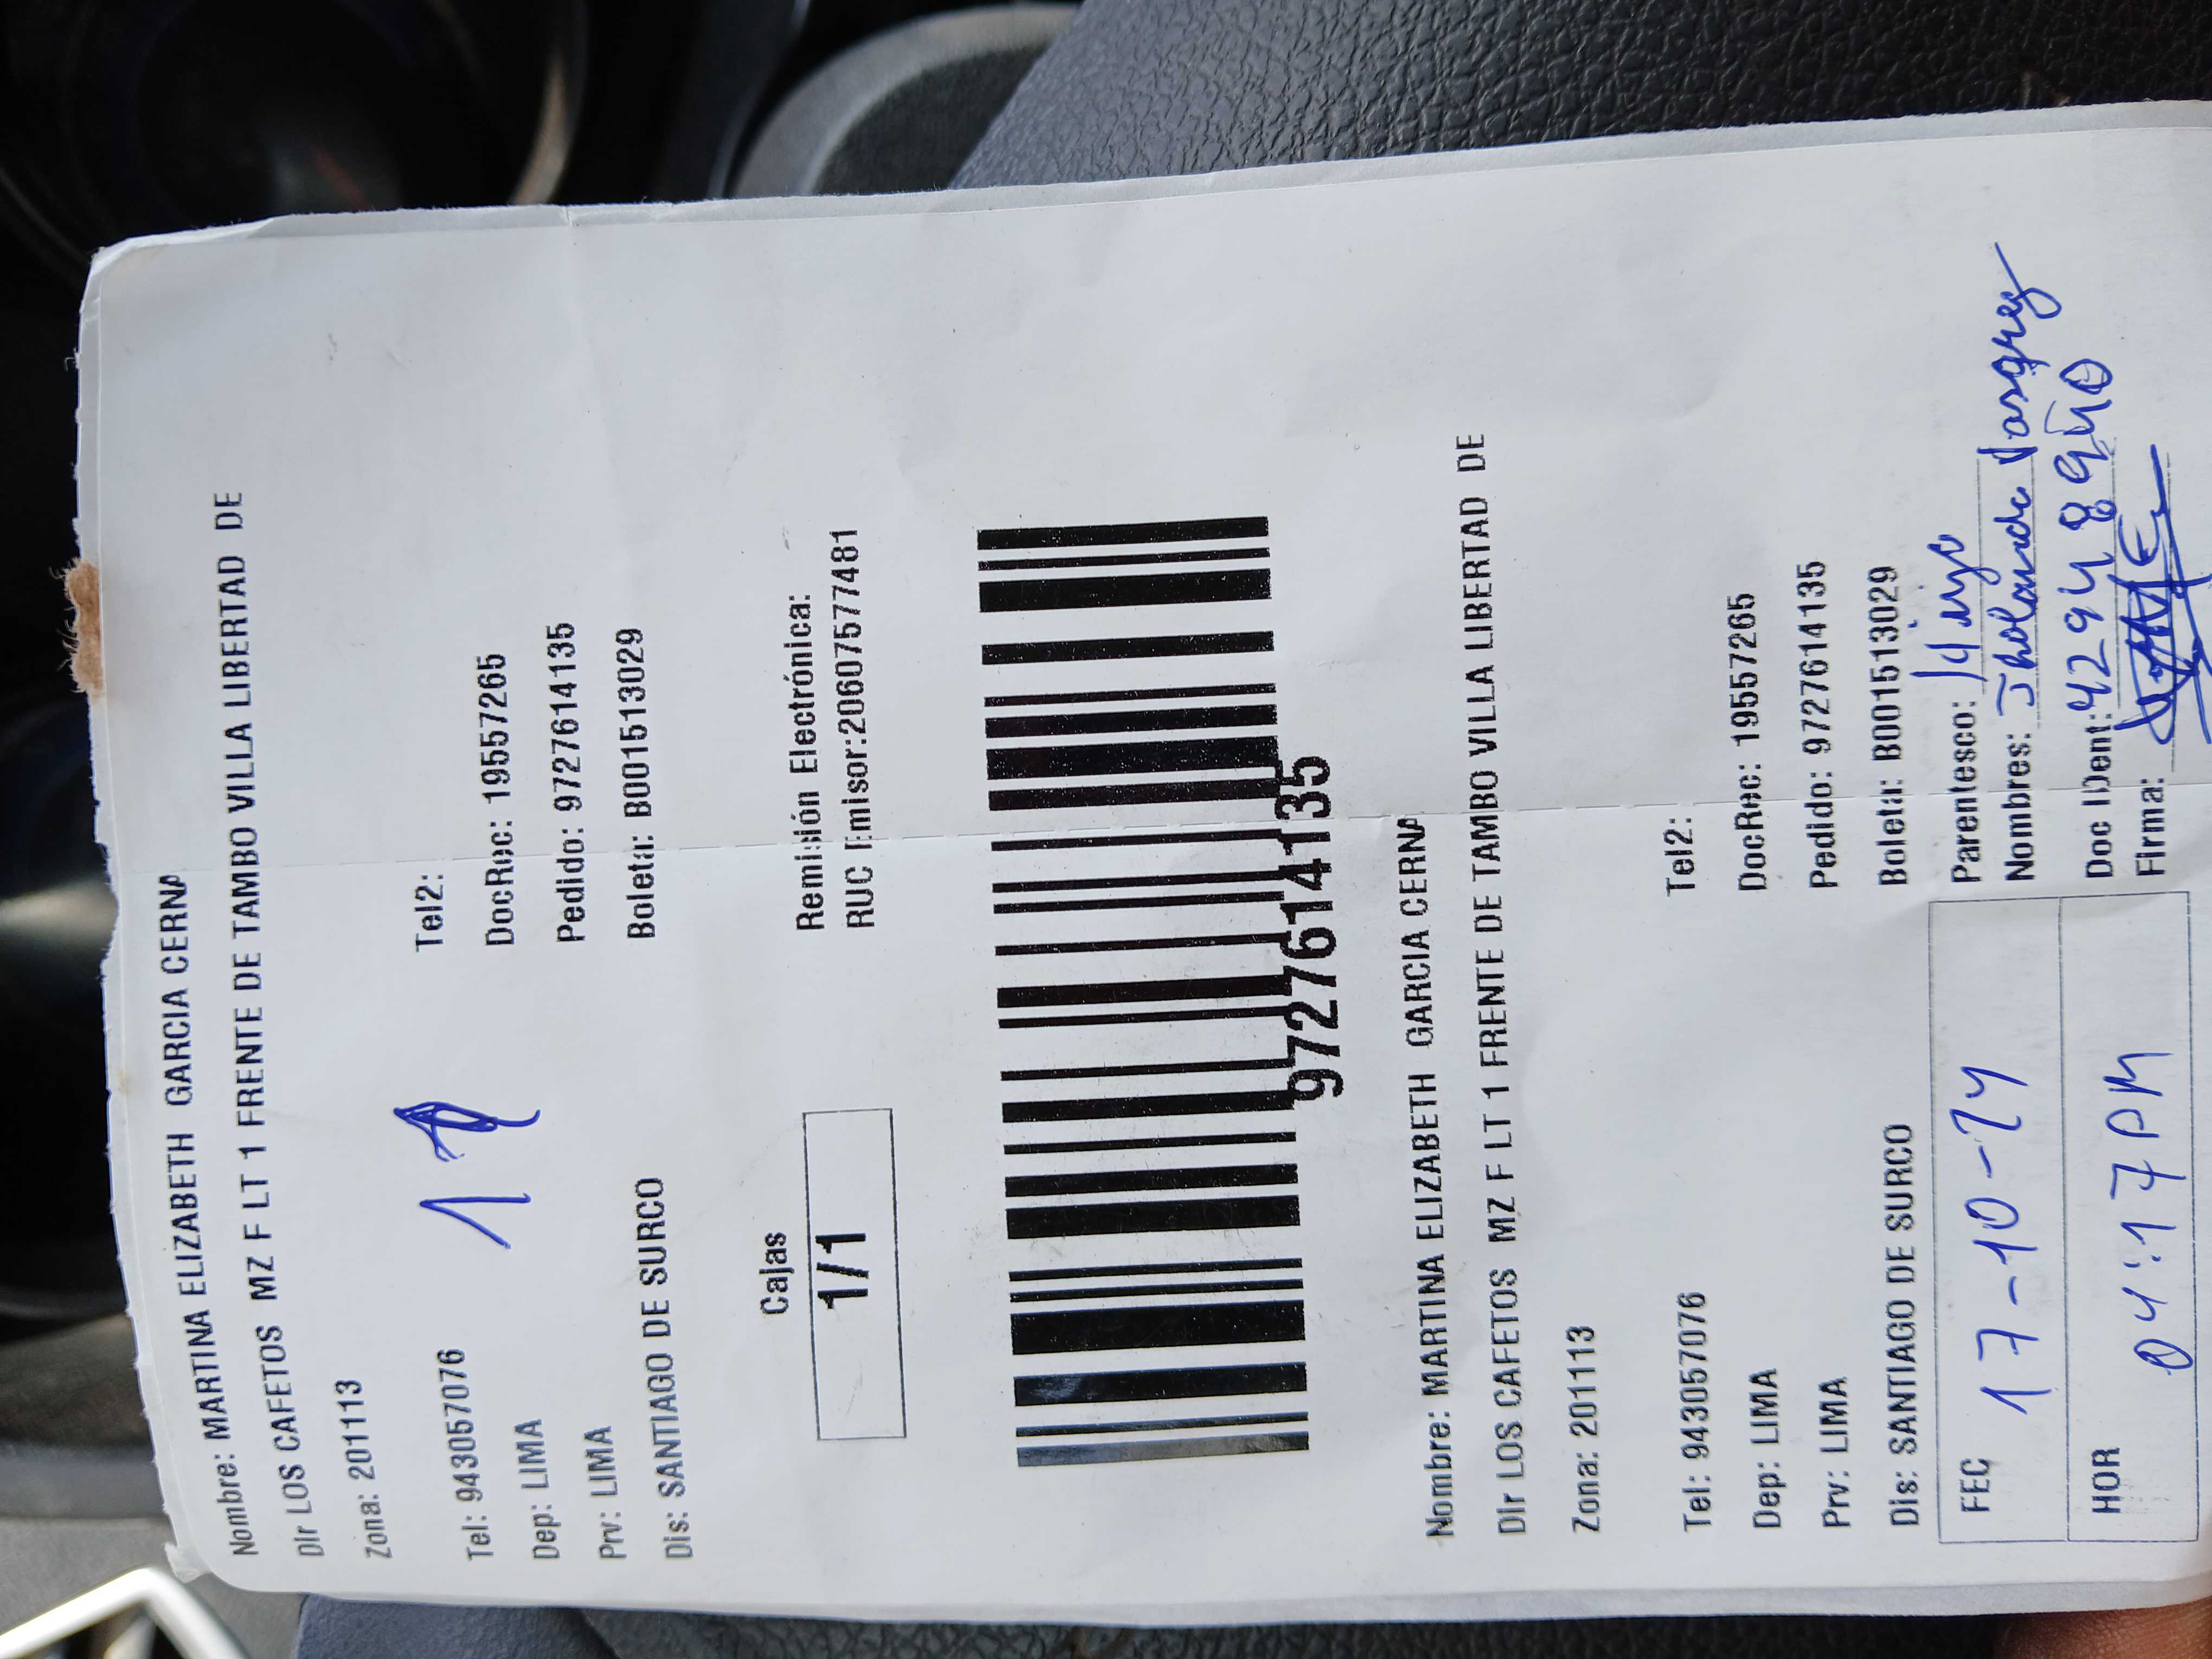 Nombre: MARTINA ELIZABETH GARCIA CERNA
Dir LOS CAFETOS MZ F LT 1 FRENTE DE TAMBO VILLA LIBERTAD DE
Zona: 201113
Tel: 943057076 Tel2:
Dep: LIMA DocRec: 19557265
Prv: LIMA Pedido: 9727614135
Dis: SANTIAGO DE SURCO Boleta: B001513029
1
Cajas
1/1
Remisión Electrónica:
RUC Emisor:20607577481
9727614135
Nombre: MARTINA ELIZABETH GARCIA CERNA
Dir LOS CAFETOS MZ F LT 1 FRENTE DE TAMBO VILLA LIBERTAD DE
Zona: 201113
Tel: 943057076 Tel2:
Dep: LIMA DocRec: 19557265
Prv: LIMA Pedido: 9727614135
Dis: SANTIAGO DE SURCO Boleta: B001513029
FEC 17-10-24
HOR 04:17PM
Parentesco:
Nombres: Jholanda Vasquez
Doc IDent: 42948940
Firma: